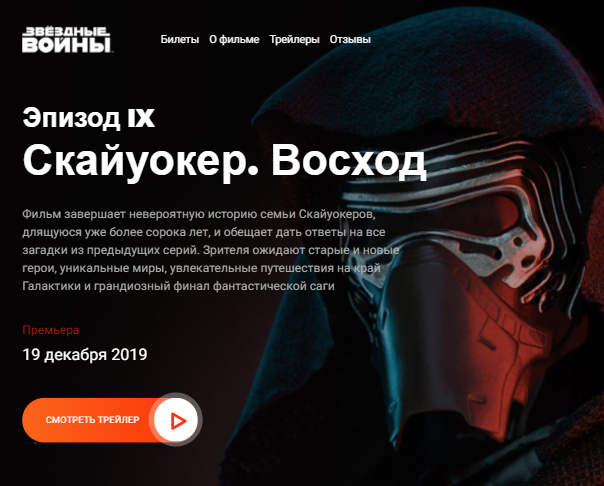 ЗВЁЗДНЫЕ
ВОЙНЫ
Билеты О фильме Трейлеры Отзывы
Эпизод IX
Скайуокер. Восход
Фильм завершает невероятную историю семьи Скайуокеров,
длящуюся уже более сорока лет, и обещает дать ответы на все
загадки из предыдущих серий. Зрителя ожидают старые и новые
герои, уникальные миры, увлекательные путешествия на край
Галактики и грандиозный финал фантастической саги
Премьера
19 декабря 2019
СМОТРЕТЬ ТРЕЙЛЕР